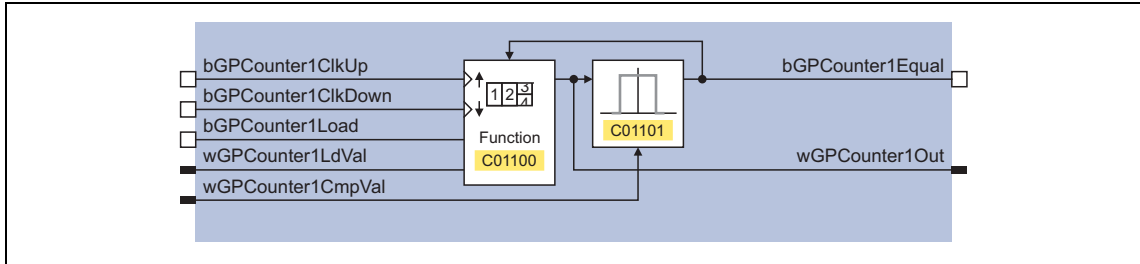 bGPCounter1ClkUp
bGPCounter1ClkDown
bGPCounter1Load
wGPCounter1LdVal
wGPCounter1CmpVal
1 2 3
4
Function
C01100
C01101
bGPCounter1Equal
wGPCounter1Out